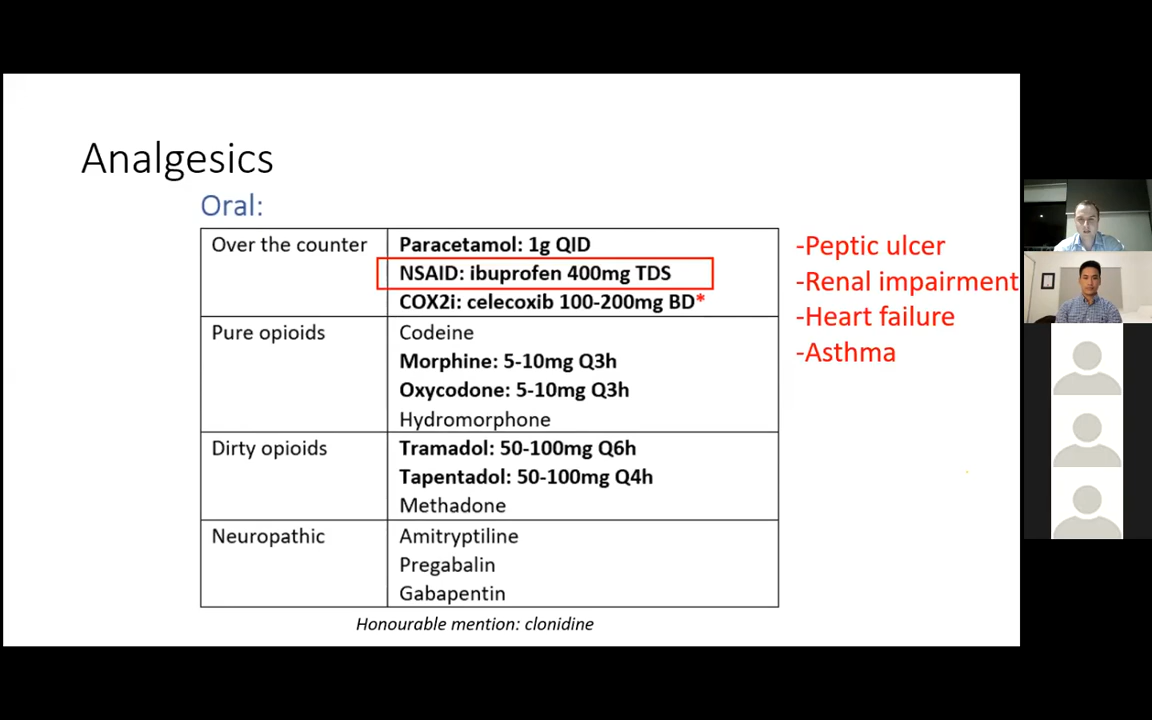 Analgesics
Oral:
Over the counter
Paracetamol: 1g QID
NSAID: ibuprofen 400mg TDS
COX2i: celecoxib 100-200mg BD*
Pure opioids
Codeine
Morphine: 5-10mg Q3h
Oxycodone: 5-10mg Q3h
Hydromorphone
Dirty opioids
Tramadol: 50-100mg Q6h
Tapentadol: 50-100mg Q4h
Methadone
Neuropathic
Amitryptiline
Pregabalin
Gabapentin
Honourable mention: clonidine
-Peptic ulcer
-Renal impairment
-Heart failure
-Asthma